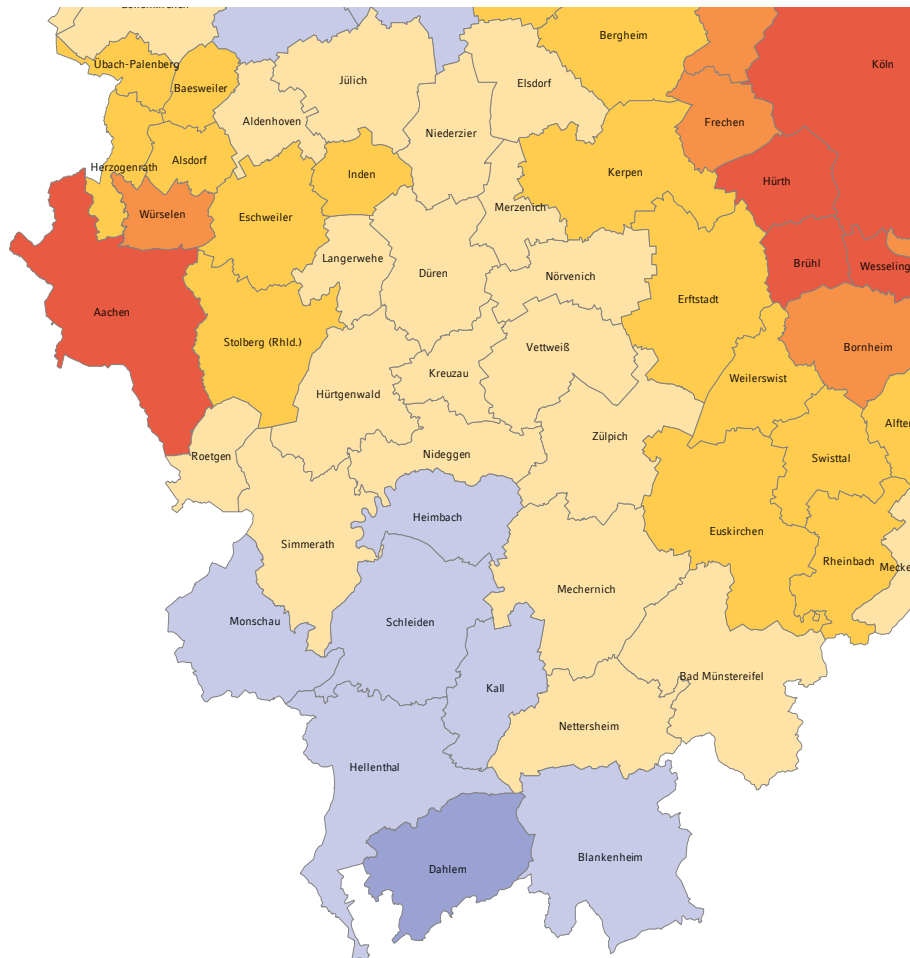 Bergheim
Köln
Übach-Palenberg
Jülich
Elsdorf
Baesweiler
Aldenhoven
Frechen
Niederzier
Alsdorf
Herzogenrath
Inden
Kerpen
Hürth
Würselen
Eschweiler
Merzenich
Langerwehe
Düren
Nörvenich
Brühl
Wesseling
Erftstadt
Aachen
Stolberg (Rhld.)
Vettweiß
Bornheim
Kreuzau
Weilerswist
Hürtgenwald
Zülpich
Alfter
Roetgen
Nideggen
Swisttal
Heimbach
Simmerath
Euskirchen
Rheinbach
Mecke
Mechernich
Monschau
Schleiden
Kall
Bad Münstereifel
Nettersheim
Hellenthal
Dahlem
Blankenheim